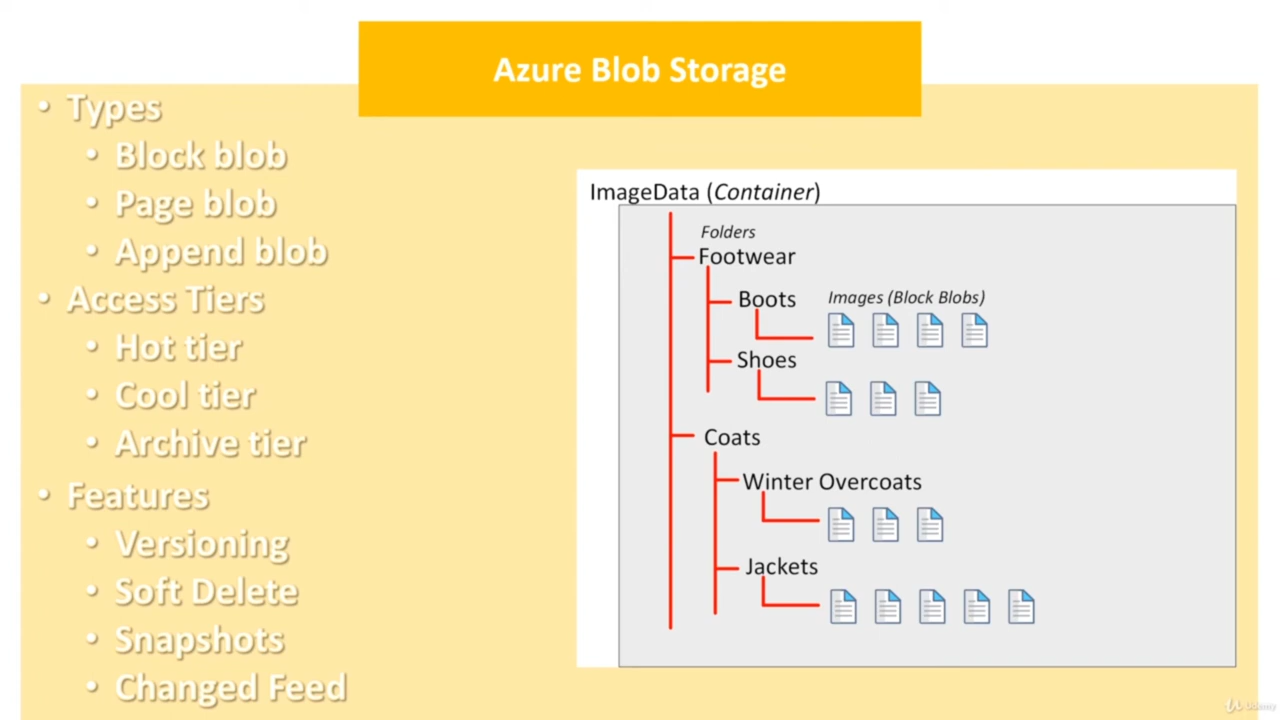 Azure Blob Storage
• Types
• Block blob
• Page blob
• Append blob
• Access Tiers
• Hot tier
• Cool tier
• Archive tier
• Features
• Versioning
• Soft Delete
• Snapshots
• Changed Feed
ImageData (Container)
Folders
Footwear
Boots
Images (Block Blobs)
Shoes
Coats
Winter Overcoats
Jackets
Udemy